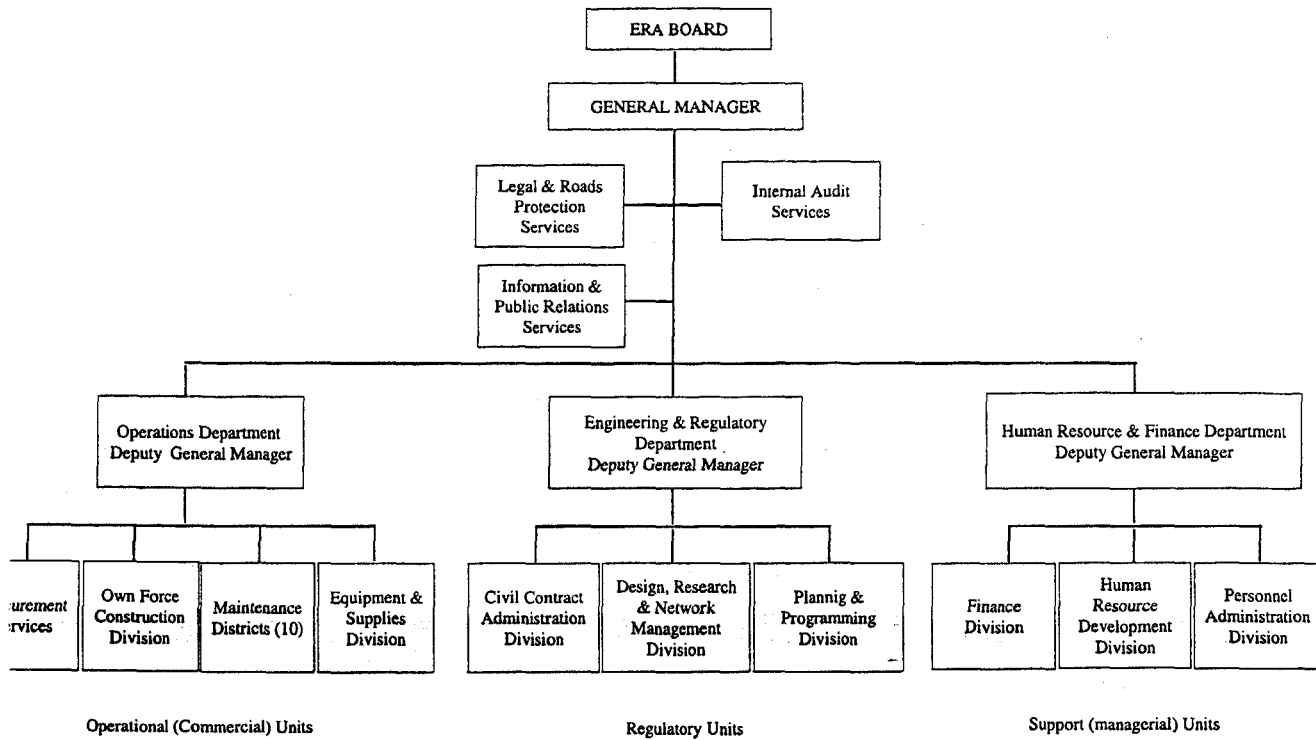 ERA BOARD
GENERAL MANAGER
Legal & Roads
Protection
Services
Internal Audit
Services
Information &
Public Relations
Services
Operations Department
Deputy General Manager
Engineering & Regulatory
Department
Deputy General Manager
Human Resource & Finance Department
Deputy General Manager
urement
ervices
Own Force
Construction
Division
Maintenance
Districts (10)
Equipment &
Supplies
Division
Civil Contract
Administration
Division
Design, Research
& Network
Management
Division
Plannig &
Programming
Division
Finance
Division
Human
Resource
Development
Division
Personnel
Administration
Division
Operational (Commercial) Units
Regulatory Units
Support (managerial) Units